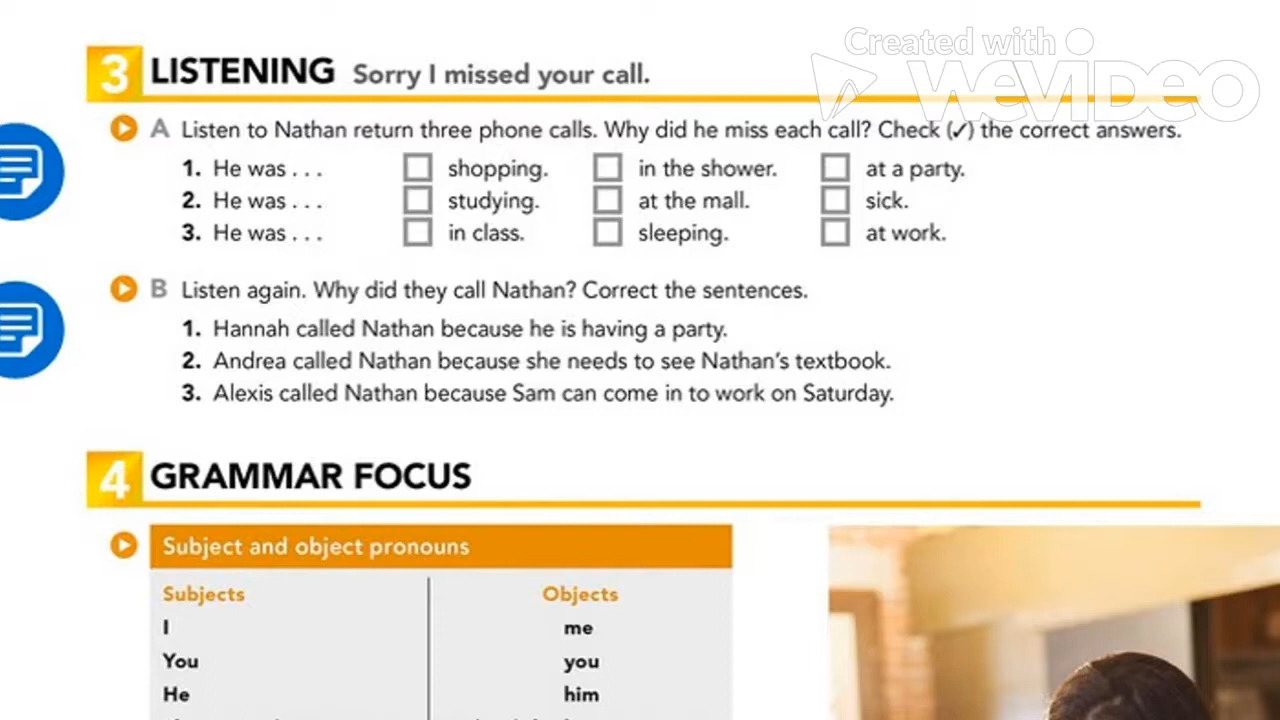 Created with
WEVIDEO
3 LISTENING Sorry I missed your call.
A Listen to Nathan return three phone calls. Why did he miss each call? Check (✓) the correct answers.
1. He was . . . shopping. in the shower. at a party.
2. He was . . . studying. at the mall. sick.
3. He was . . . in class. sleeping. at work.
B Listen again. Why did they call Nathan? Correct the sentences.
1. Hannah called Nathan because he is having a party.
2. Andrea called Nathan because she needs to see Nathan's textbook.
3. Alexis called Nathan because Sam can come in to work on Saturday.
4 GRAMMAR FOCUS
Subject and object pronouns
Subjects Objects
I me
You you
He him